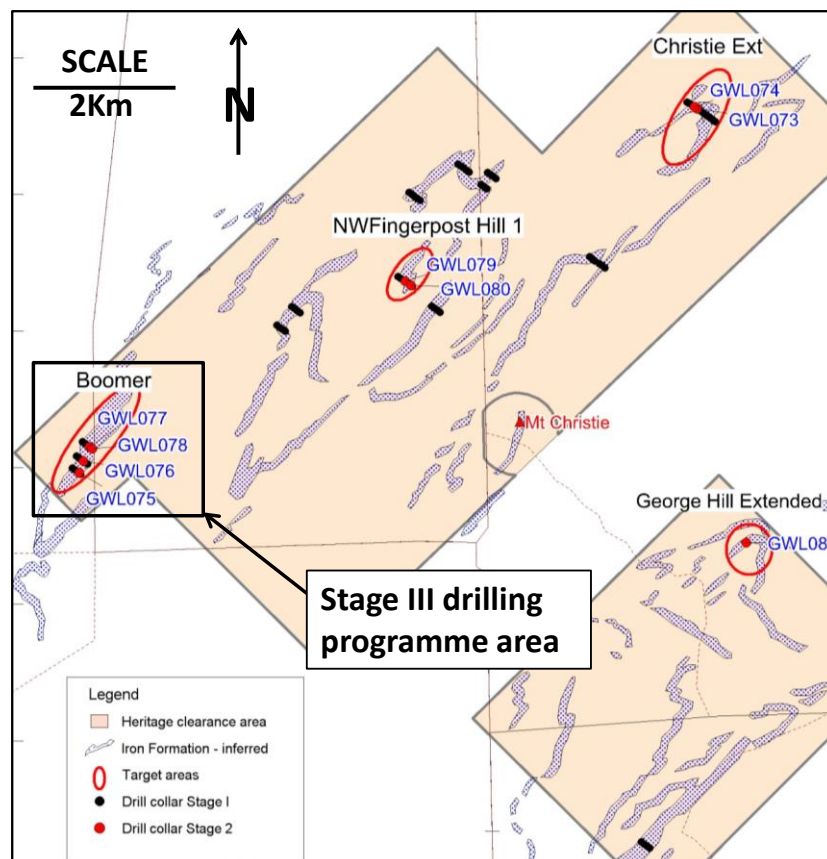 SCALE
2Km
N
Christie Ext
GWL074
GWL073
NWFingerpost Hill 1
GWL079
GWL080
Boomer
GWL077
GWL078
GWL076
GWL075
Mt Christie
George Hill Extended
GWL08
Stage III drilling
programme area
Legend
Heritage clearance area
Iron Formation - inferred
Target areas
Drill collar Stage I
Drill collar Stage 2